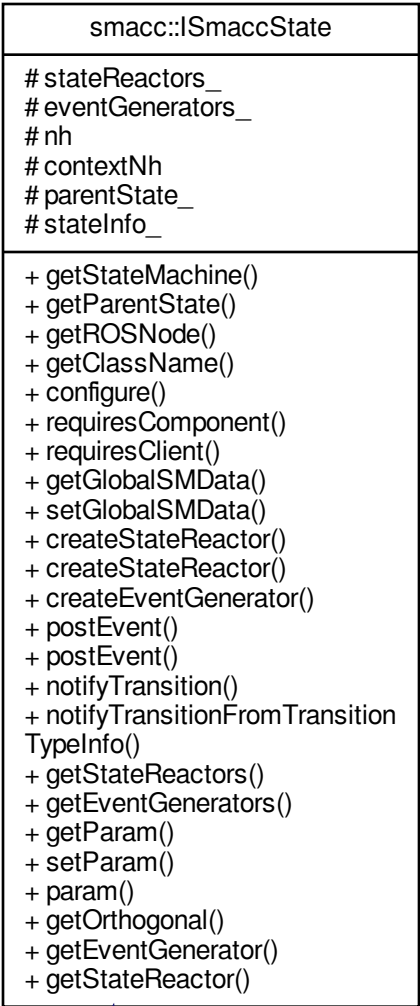 smacc::ISmaccState
# stateReactors_
# eventGenerators_
# nh
# contextNh
# parentState_
# stateInfo_
+ getStateMachine()
+ getParentState()
+ getROSNode()
+ getClassName()
+ configure()
+ requiresComponent()
+ requiresClient()
+ getGlobalSMData()
+ setGlobalSMData()
+ createStateReactor()
+ createStateReactor()
+ createEventGenerator()
+ postEvent()
+ postEvent()
+ notifyTransition()
+ notifyTransitionFromTransition
TypeInfo()
+ getStateReactors()
+ getEventGenerators()
+ getParam()
+ setParam()
+ param()
+ getOrthogonal()
+ getEventGenerator()
+ getStateReactor()